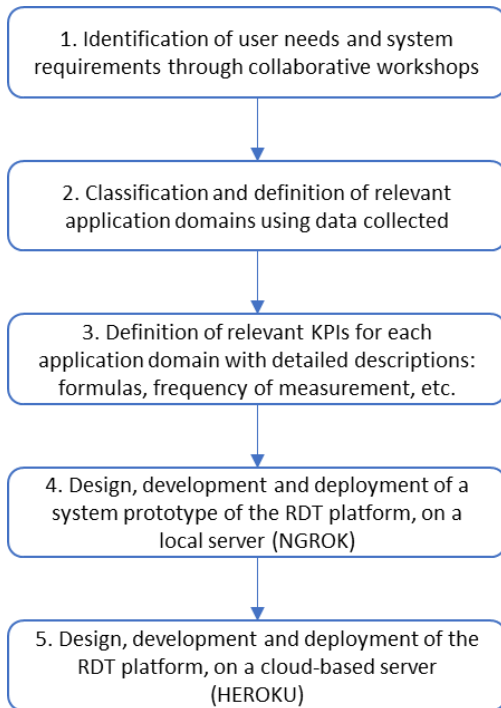 1. Identification of user needs and system
requirements through collaborative workshops
2. Classification and definition of relevant
application domains using data collected
3. Definition of relevant KPIs for each
application domain with detailed descriptions:
formulas, frequency of measurement, etc.
4. Design, development and deployment of a
system prototype of the RDT platform, on a
local server (NGROK)
5. Design, development and deployment of the
RDT platform, on a cloud-based server
(HEROKU)